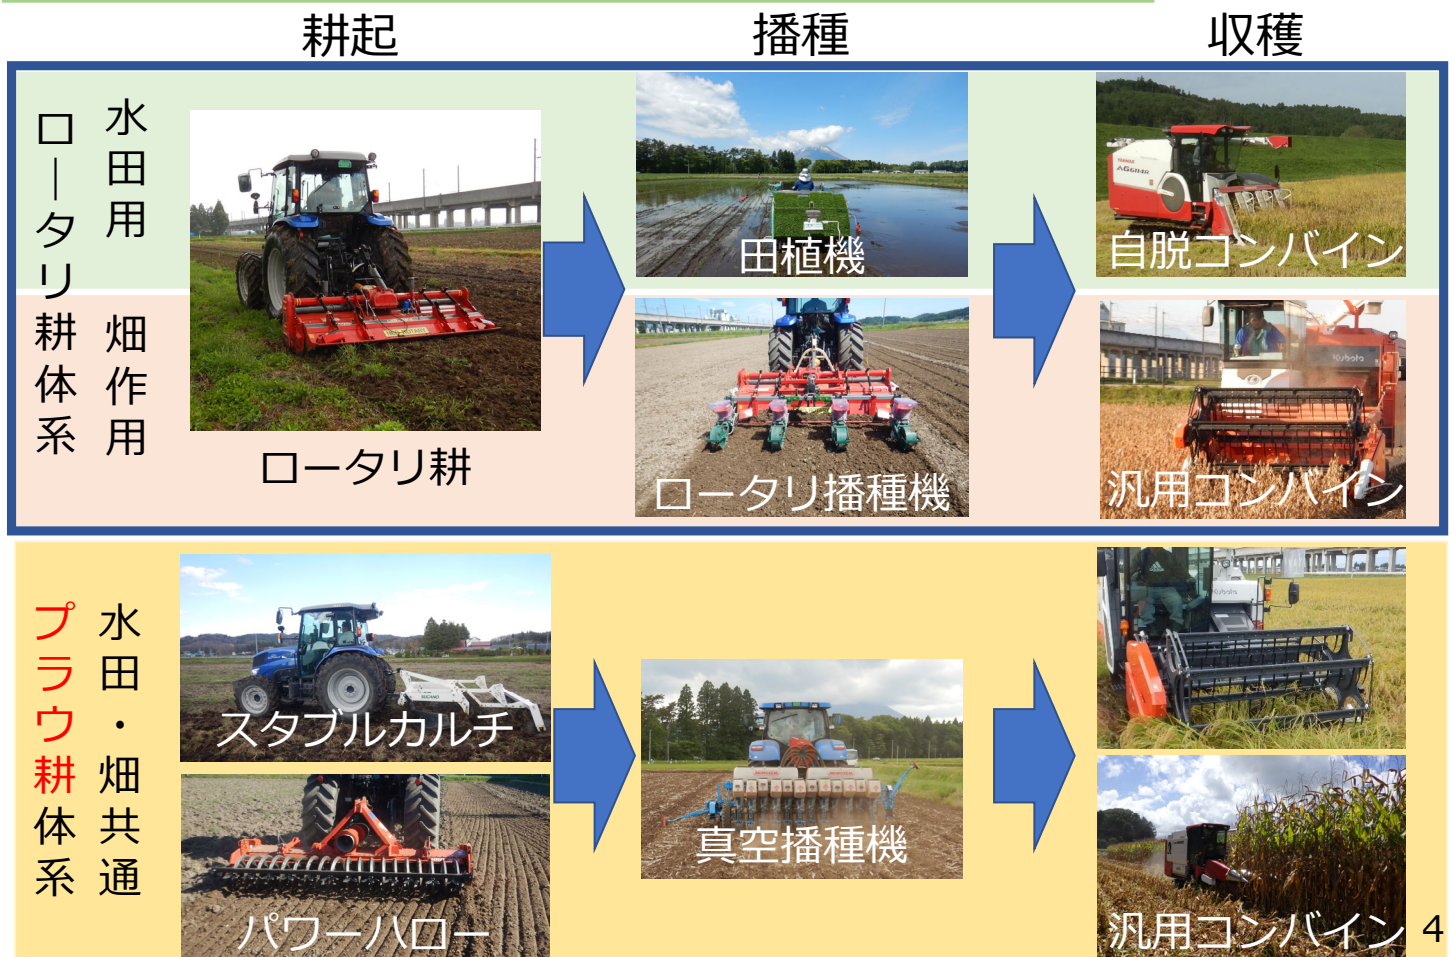 耕起
播種
収穫
ロータリ耕体系
水田用
畑作用
ロータリ耕
田植機
ロータリ播種機
自脱コンバイン
汎用コンバイン
Kubota
プラウ耕体系
水田・畑共通
スタブルカルチ
SUGANO
パワーハロー
真空播種機
Kubota
汎用コンバイン
4